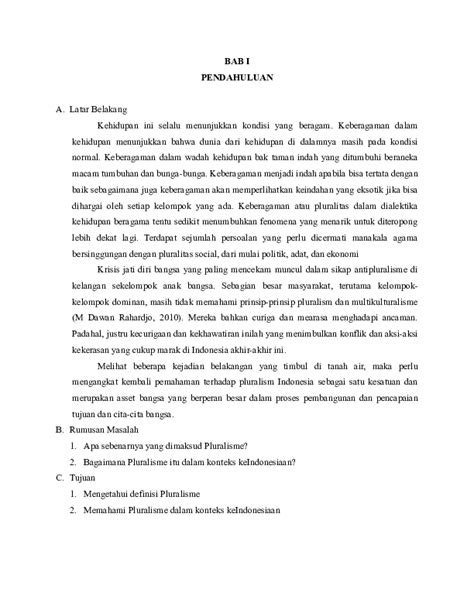 BAB I
PENDAHULUAN
A. Latar Belakang
Kehidupan ini selalu menunjukkan kondisi yang beragam. Keberagaman dalam
kehidupan menunjukkan bahwa dunia dari kehidupan di dalamnya masih pada kondisi
normal. Keberagaman dalam wadah kehidupan bak taman indah yang ditumbuhi beraneka
macam tumbuhan dan bunga-bunga. Keberagaman menjadi indah apabila bisa tertata dengan
baik sebagaimana juga keberagaman akan memperlihatkan keindahan yang eksotik jika bisa
dihargai oleh setiap kelompok yang ada. Keberagaman atau pluralitas dalam dialektika
kehidupan beragama tentu sedikit menumbuhkan fenomena yang menarik untuk diteropong
lebih dekat lagi. Terdapat sejumlah persoalan yang perlu dicermati manakala agama
bersinggungan dengan pluralitas social, dari mulai politik, adat, dan ekonomi
Krisis jati diri bangsa yang paling mencekam muncul dalam sikap antipluralisme di
kelangan sekelompok anak bangsa. Sebagian besar masyarakat, terutama kelompok-
kelompok dominan, masih tidak memahami prinsip-prinsip pluralism dan multikulturalisme
(M Dawan Rahardjo, 2010). Mereka bahkan curiga dan mearasa menghadapi ancaman.
Padahal, justru kecurigaan dan kekhawatiran inilah yang menimbulkan konflik dan aksi-aksi
kekerasan yang cukup marak di Indonesia akhir-akhir ini.
Melihat beberapa kejadian belakangan yang timbul di tanah air, maka perlu
mengangkat kembali pemahaman terhadap pluralism Indonesia sebagai satu kesatuan dan
merupakan asset bangsa yang berperan besar dalam proses pembangunan dan pencapaian
tujuan dan cita-cita bangsa.
B. Rumusan Masalah
1. Apa sebenarnya yang dimaksud Pluralisme?
2. Bagaimana Pluralisme itu dalam konteks keIndonesiaan?
C. Tujuan
1. Mengetahui definisi Pluralisme
2. Memahami Pluralisme dalam konteks keIndonesiaan